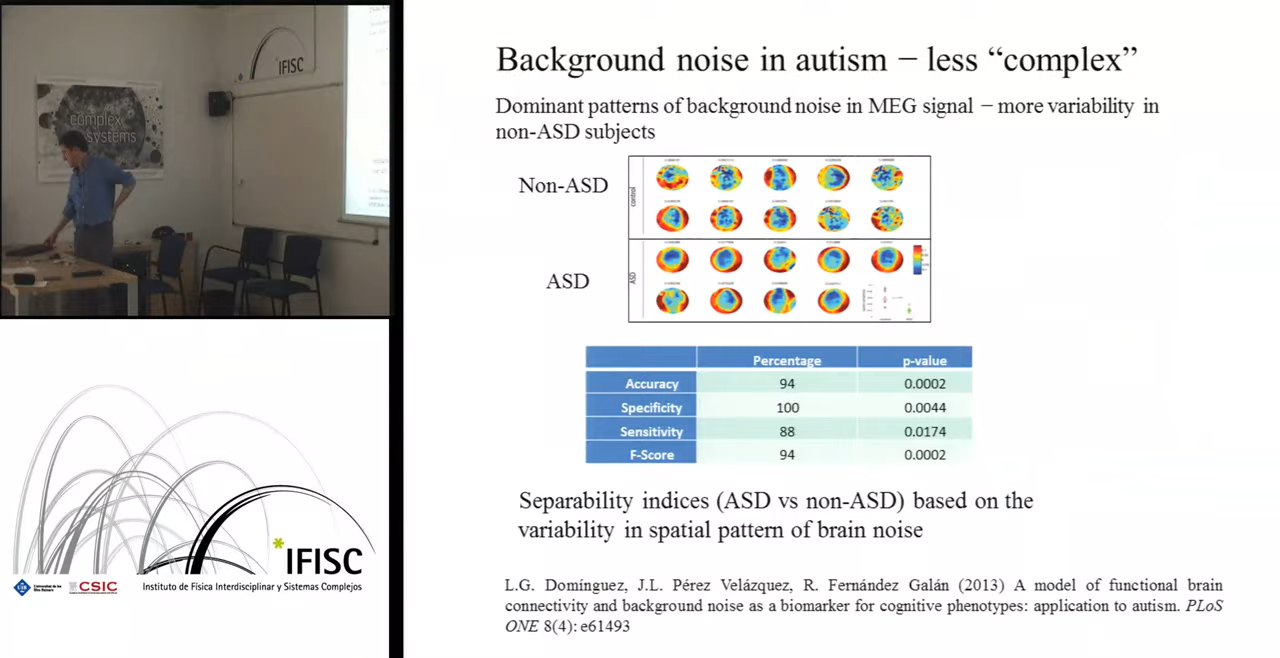 IFISC
complex
systems
Background noise in autism − less “complex”
Dominant patterns of background noise in MEG signal − more variability in
non-ASD subjects
Non-ASD
control
ASD
ASD
Percentage p-value
Accuracy 94 0.0002
Specificity 100 0.0044
Sensitivity 88 0.0174
F-Score 94 0.0002
Separability indices (ASD vs non-ASD) based on the
variability in spatial pattern of brain noise
L.G. Domínguez, J.L. Pérez Velázquez, R. Fernández Galán (2013) A model of functional brain
connectivity and background noise as a biomarker for cognitive phenotypes: application to autism. PLoS
ONE 8(4): e61493
*IFISC
CSIC
Instituto de Física Interdisciplinar y Sistemas Complejos